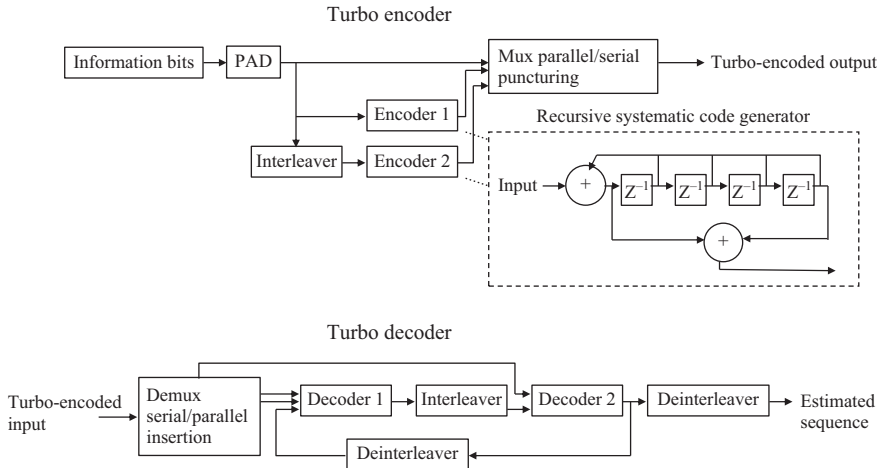 Turbo encoder
Information bits
PAD
Mux parallel/serial
puncturing
Turbo-encoded output
Encoder 1
Interleaver
Encoder 2
Recursive systematic code generator
Input
+
Z⁻¹
Z⁻¹
Z⁻¹
Z⁻¹
+
Turbo decoder
Turbo-encoded
input
Demux
serial/parallel
insertion
Decoder 1
Interleaver
Decoder 2
Deinterleaver
Estimated
sequence
Deinterleaver